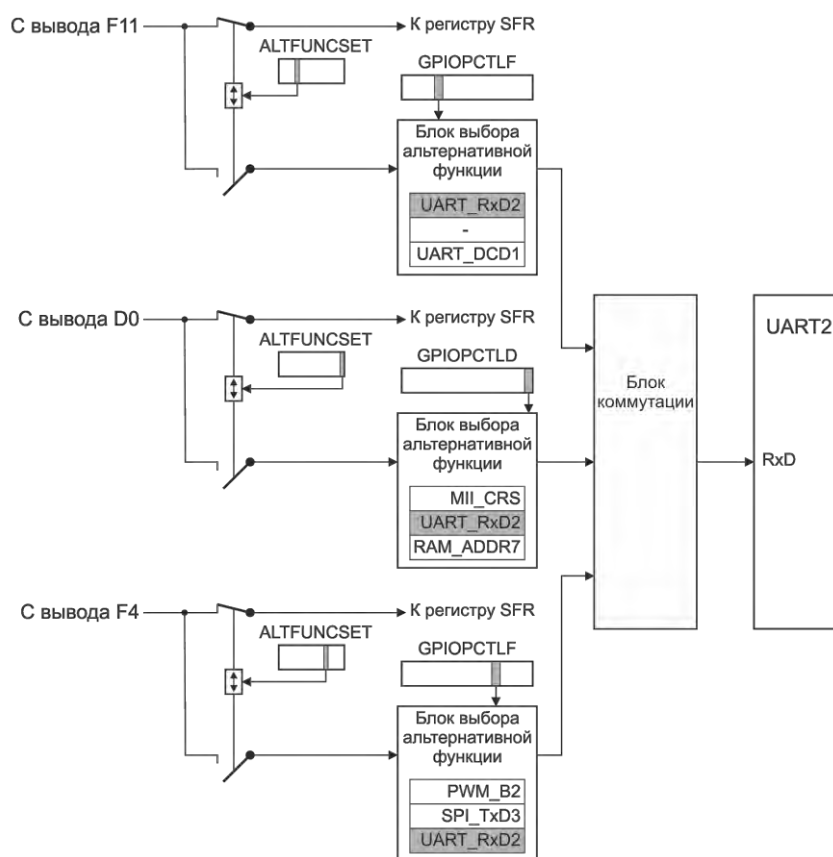 С вывода F11
К регистру SFR
ALTFUNCSET
GPIOPCTLF
Блок выбора
альтернативной
функции
UART_RxD2
-
UART_DCD1
С вывода D0
К регистру SFR
ALTFUNCSET
GPIOPCTLD
Блок выбора
альтернативной
функции
MII_CRS
UART_RxD2
RAM_ADDR7
Блок
коммутации
UART2
RxD
С вывода F4
К регистру SFR
ALTFUNCSET
GPIOPCTLF
Блок выбора
альтернативной
функции
PWM_B2
SPI_TxD3
UART_RxD2